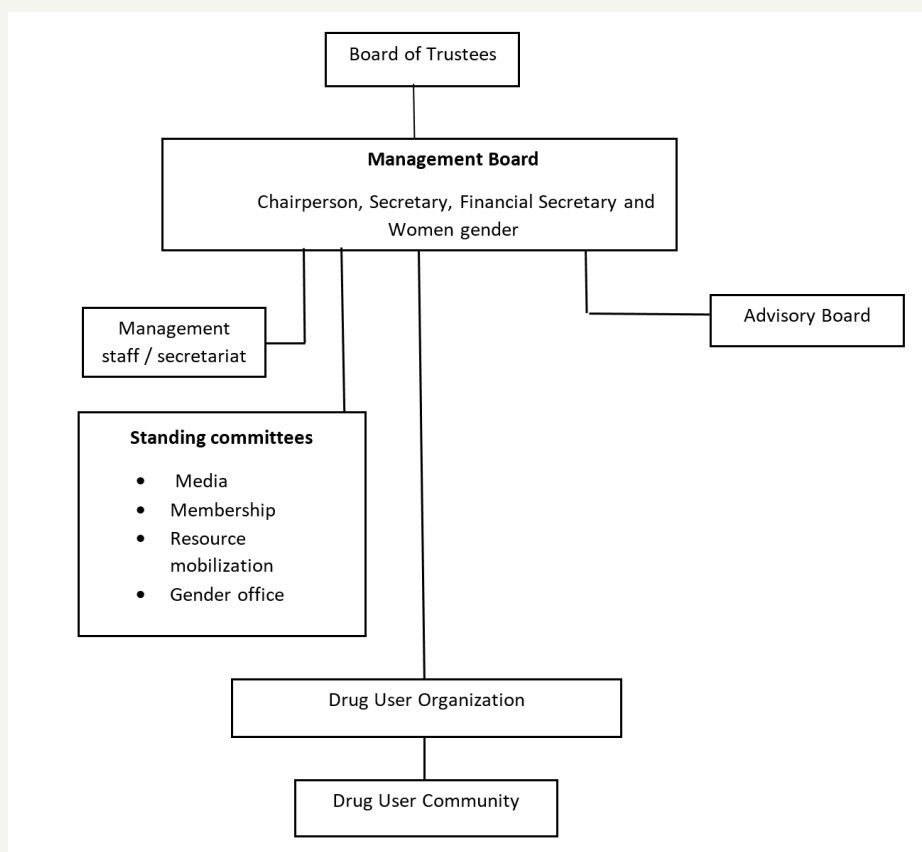 Board of Trustees
Management Board
Chairperson, Secretary, Financial Secretary and
Women gender
Management
staff / secretariat
Advisory Board
Standing committees
• Media
• Membership
• Resource
mobilization
• Gender office
Drug User Organization
Drug User Community